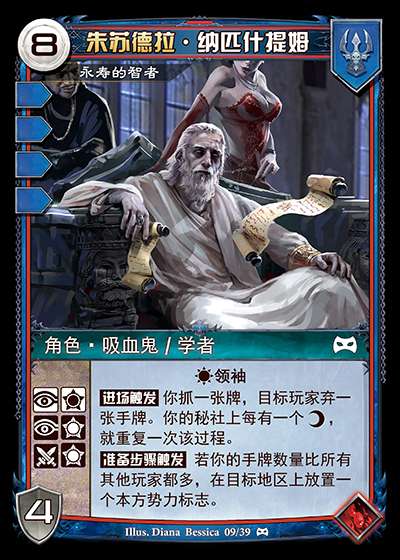 8
朱苏德拉·纳匹什提姆
永寿的智者
角色·吸血鬼/学者
领袖
进场触发 你抓一张牌，目标玩家弃一
张手牌。你的秘社上每有一个，
就重复一次该过程。
准备步骤触发 若你的手牌数量比所有
其他玩家都多，在目标地区上放置一
个本方势力标志。
4
Illus. Diana Bessica 09/39